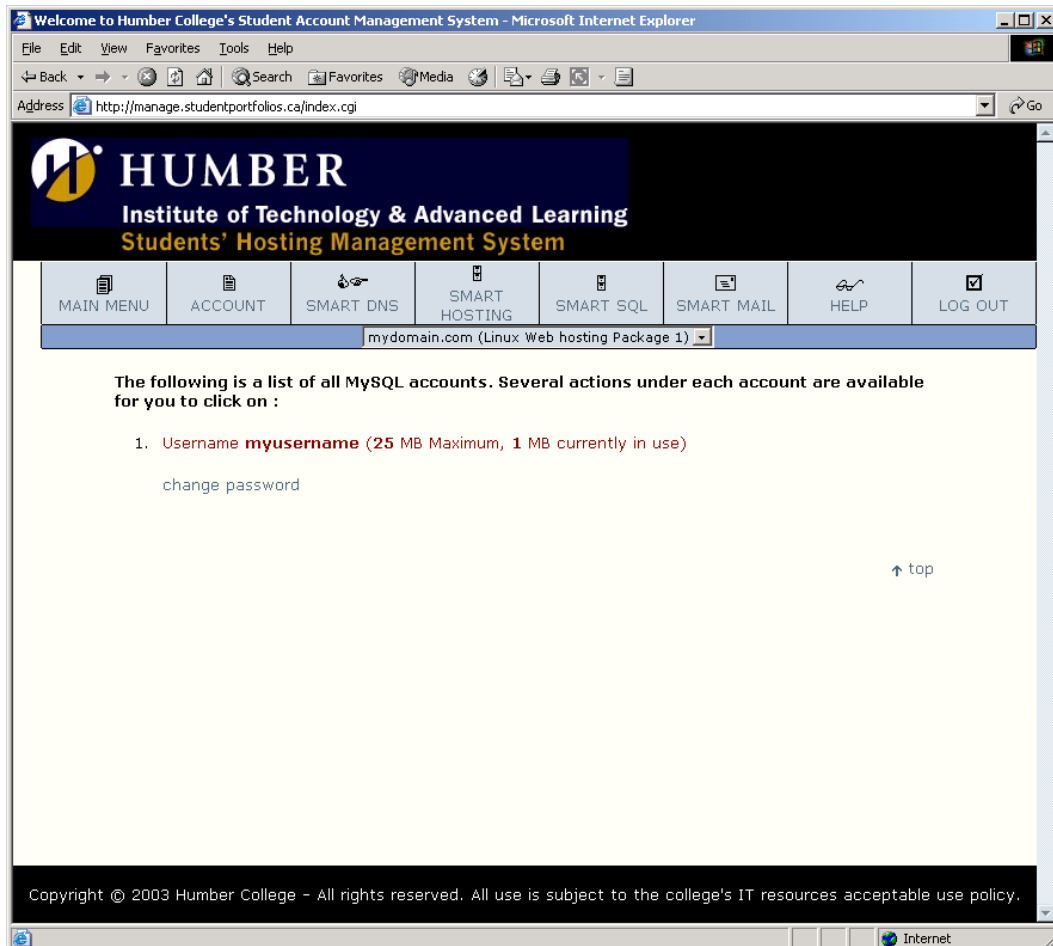 Welcome to Humber College's Student Account Management System - Microsoft Internet Explorer
File Edit View Favorites Tools Help
Back Search Favorites Media
Address http://manage.studentportfolios.ca/index.cgi Go
HUMBER
Institute of Technology & Advanced Learning
Students' Hosting Management System
MAIN MENU ACCOUNT SMART DNS SMART HOSTING SMART SQL SMART MAIL HELP LOG OUT
mydomain.com (Linux Web hosting Package 1)
The following is a list of all MySQL accounts. Several actions under each account are available
for you to click on :
1. Username myusername (25 MB Maximum, 1 MB currently in use)
change password
↑ top
Copyright © 2003 Humber College – All rights reserved. All use is subject to the college's IT resources acceptable use policy.
Internet